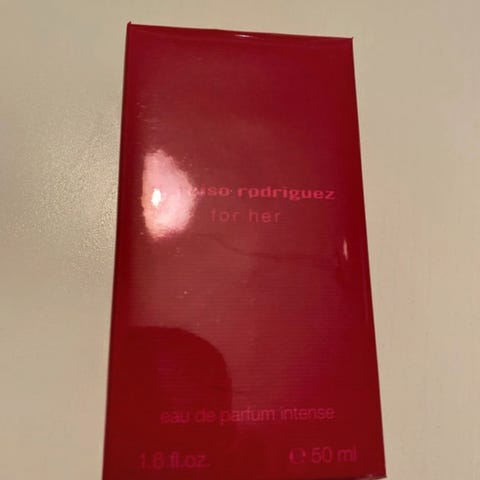 rodriguez
for her
eau de parfum intense
1.6 fl.oz. ℮ 50 ml